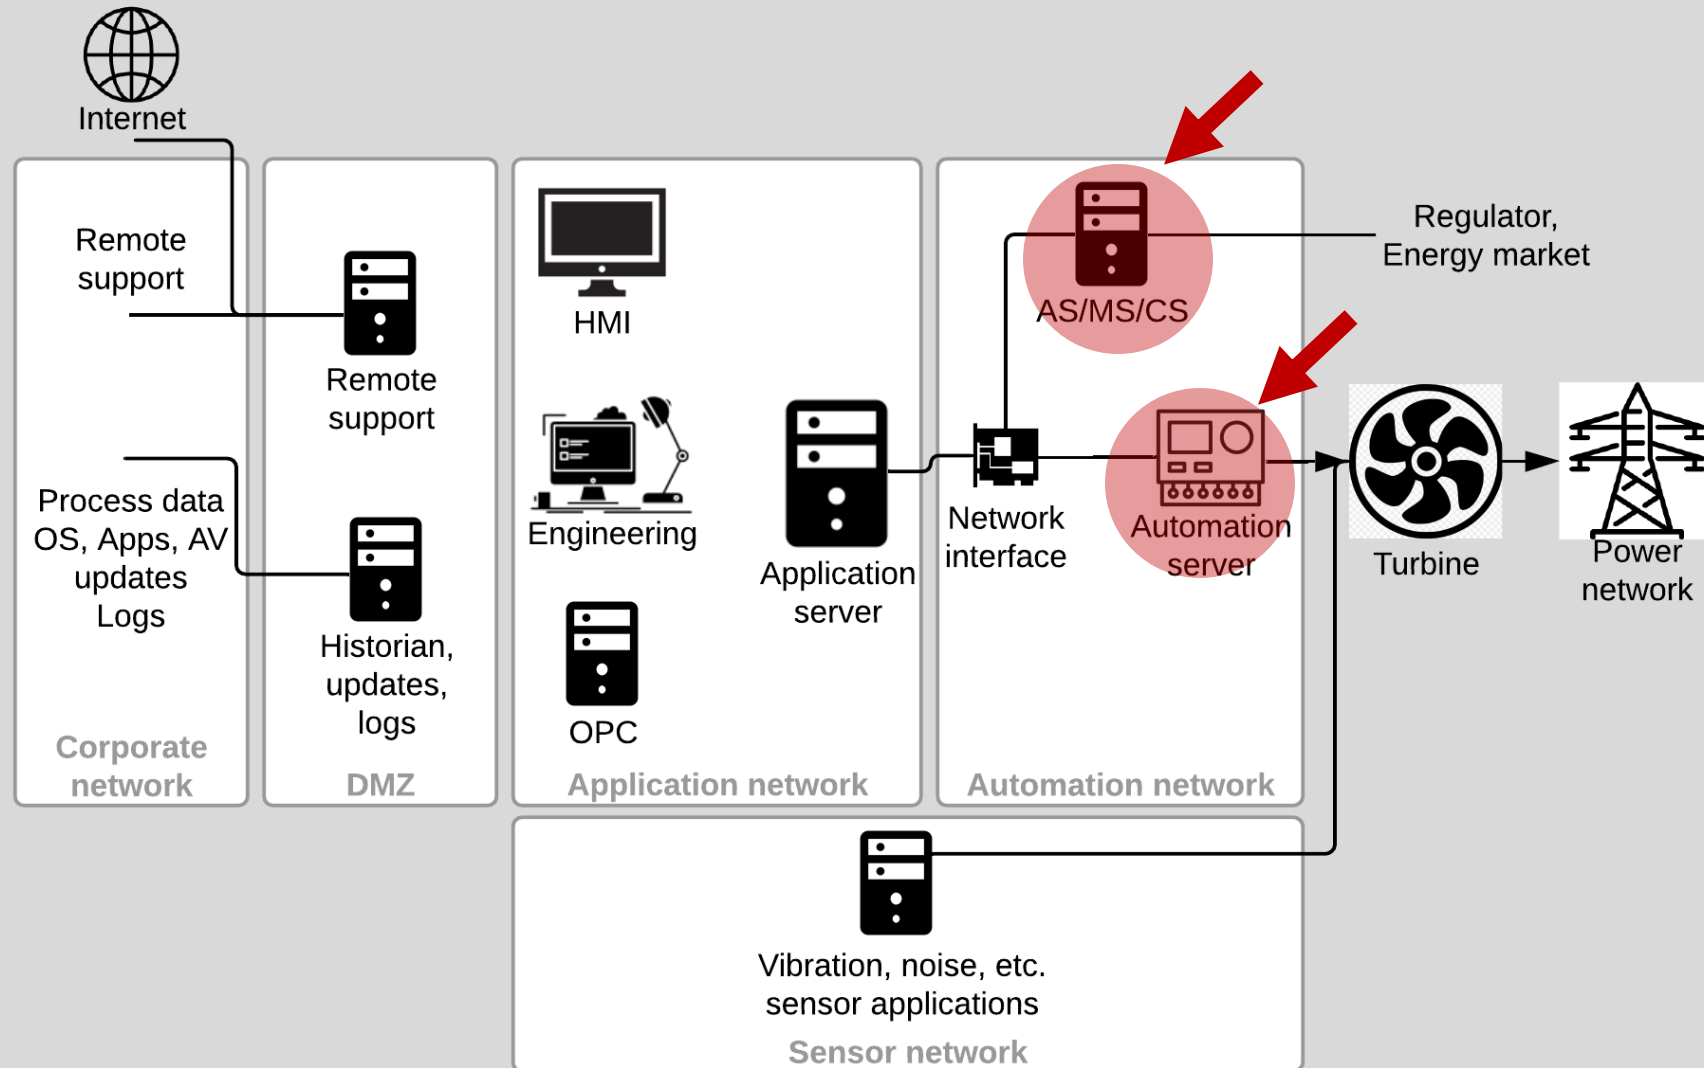 Internet
Remote
support
Process data
OS, Apps, AV
updates
Logs
Corporate
network
Remote
support
Historian,
updates,
logs
DMZ
HMI
Engineering
OPC
Application
server
Application network
AS/MS/CS
Network
interface
Automation
server
Automation network
Regulator,
Energy market
Turbine
Power
network
Vibration, noise, etc.
sensor applications
Sensor network